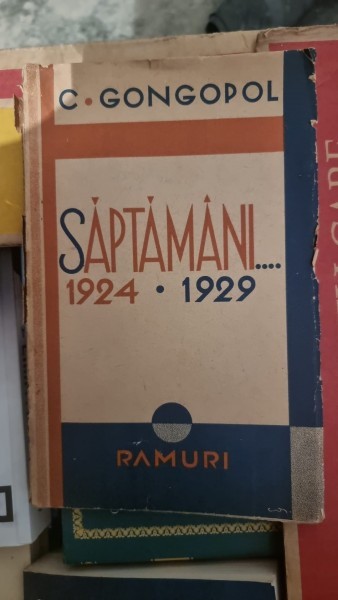 C. GONGOPOL
SĂPTĂMÂNI....
1924 • 1929
RAMURI